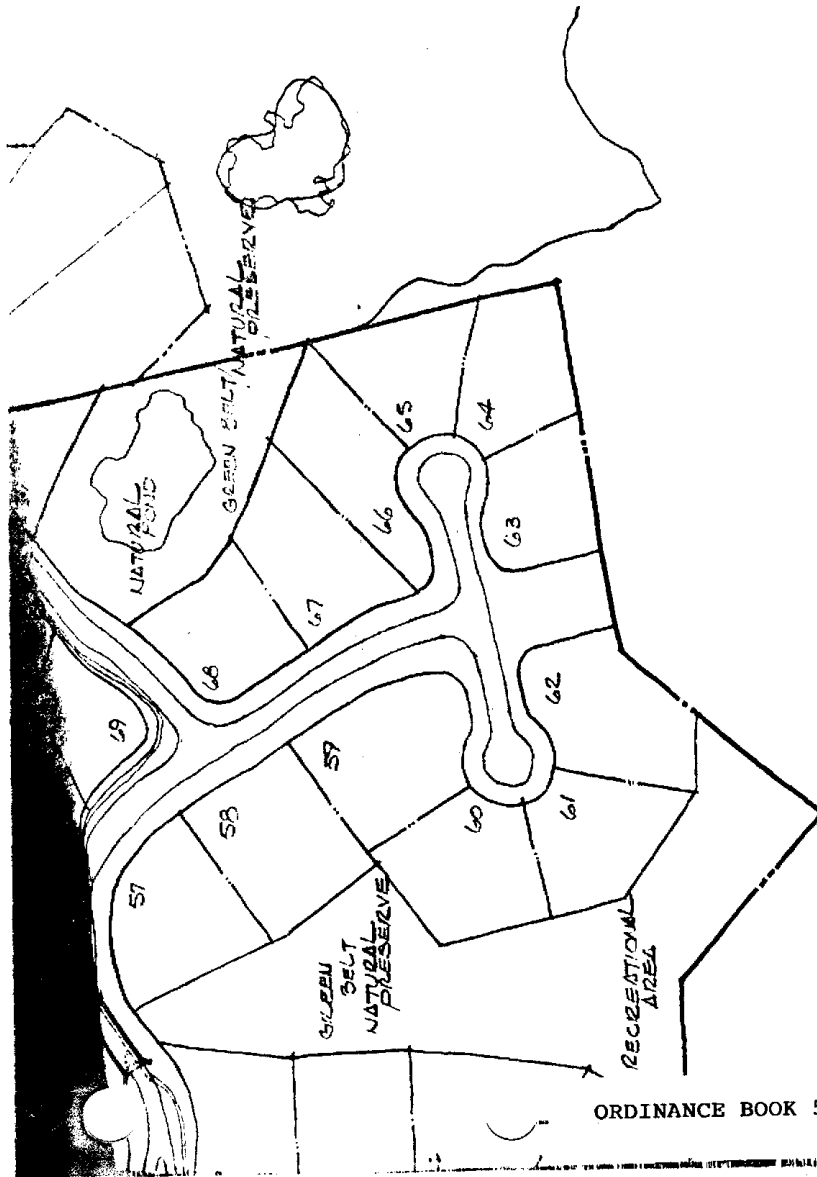 NATURAL
POND
GREEN BELT/NATURAL
PRESERVE
69
68
67
66
65
64
63
62
61
60
59
58
57
GREEN
BELT
NATURAL
PRESERVE
RECREATIONAL
AREA
ORDINANCE BOOK 5